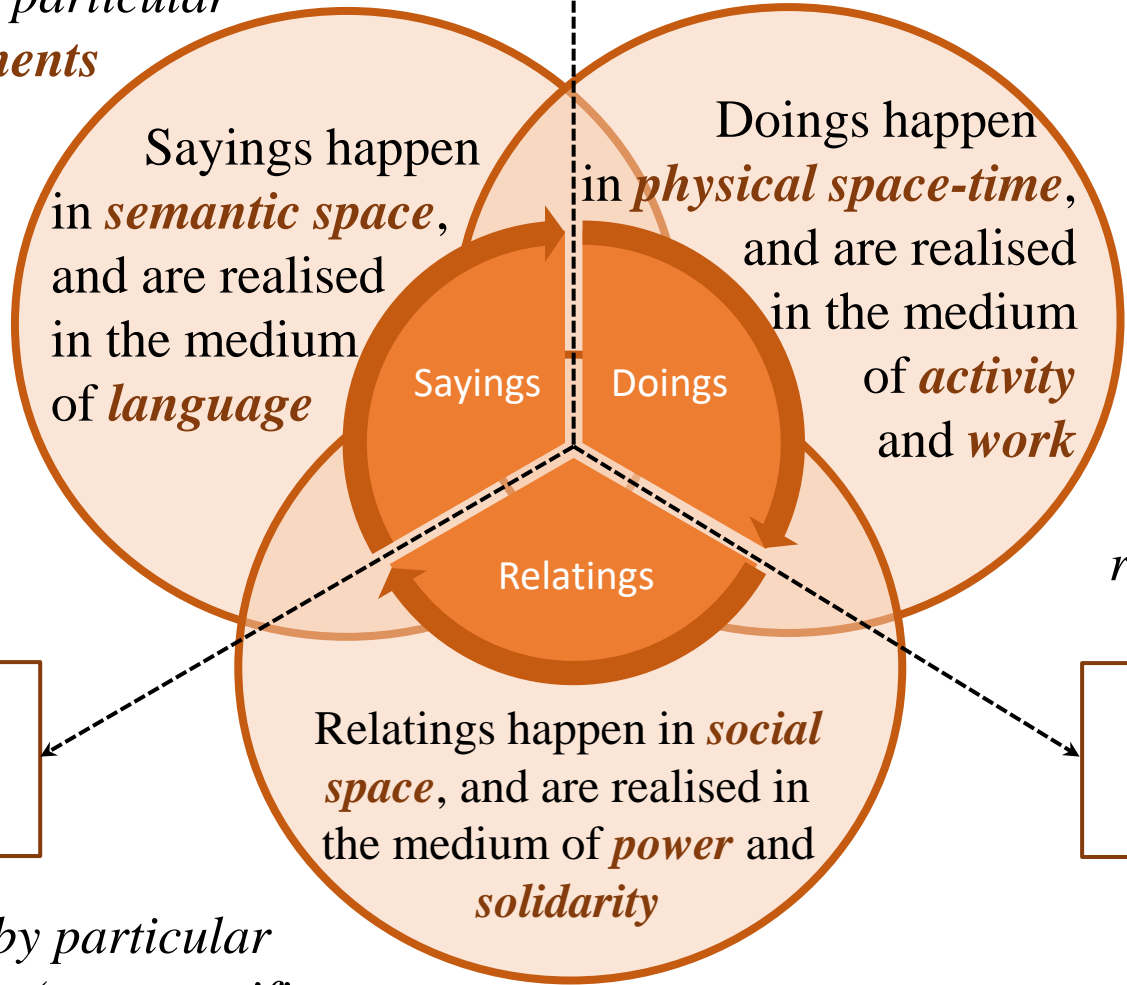 particular
Sayings happen
in semantic space,
and are realised
in the medium
of language
Doings happen
in physical space-time,
and are realised
in the medium
of activity
and work
Sayings
Doings
Relatings
Relatings happen in social
space, and are realised in
the medium of power and
solidarity
by particular